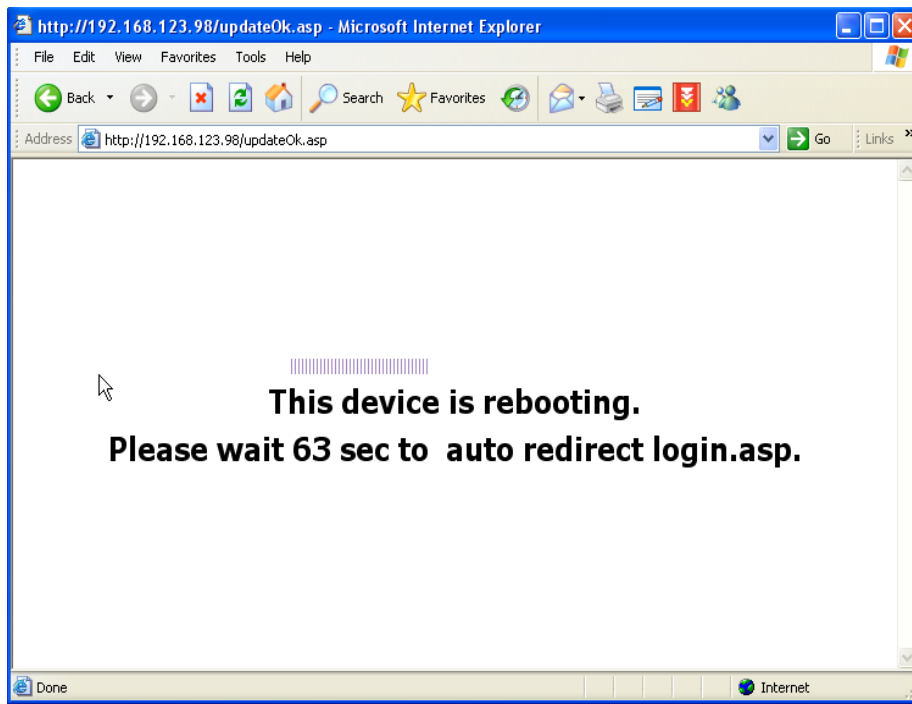 http://192.168.123.98/updateOk.asp - Microsoft Internet Explorer
File Edit View Favorites Tools Help
Back Search Favorites
Address http://192.168.123.98/updateOk.asp Go Links »
This device is rebooting.
Please wait 63 sec to  auto redirect login.asp.
Done Internet